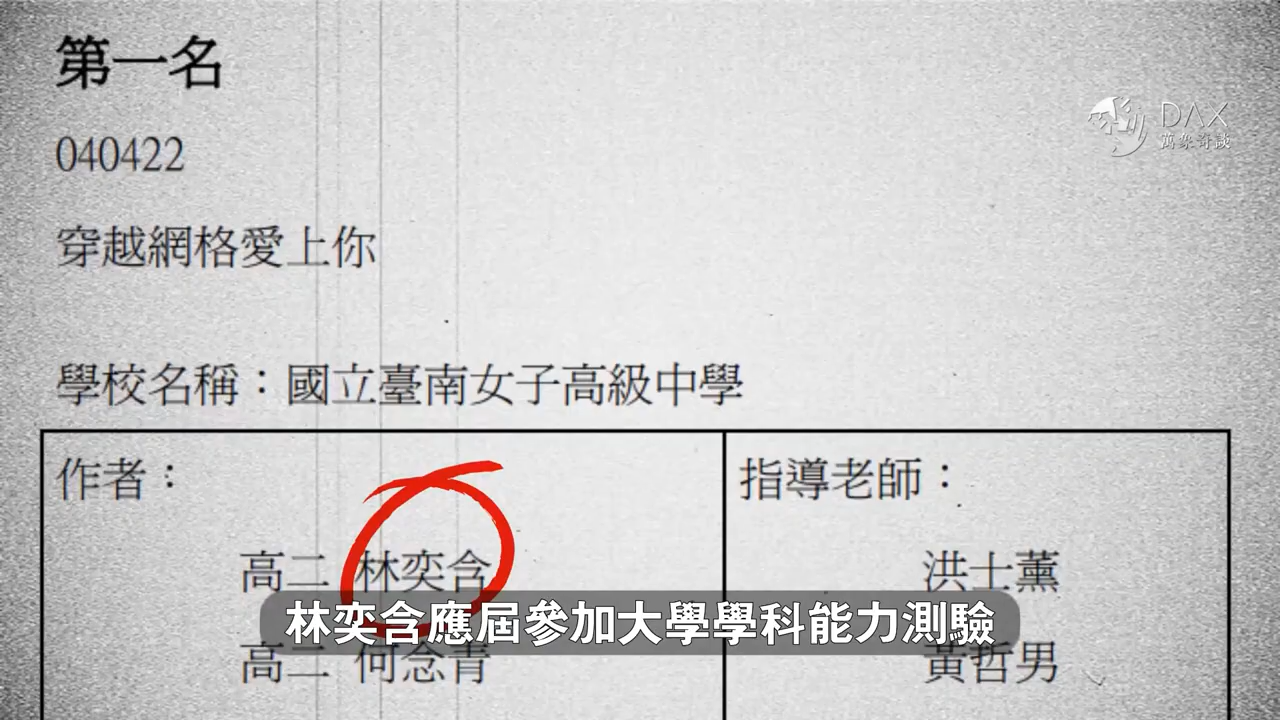 第一名
DAX
萬象奇談
040422
穿越網格愛上你
學校名稱：國立臺南女子高級中學
作者：
指導老師：
高二 林奕含
洪士薰
林奕含應屆參加大學學科能力測驗
高二 何念青
黃哲男